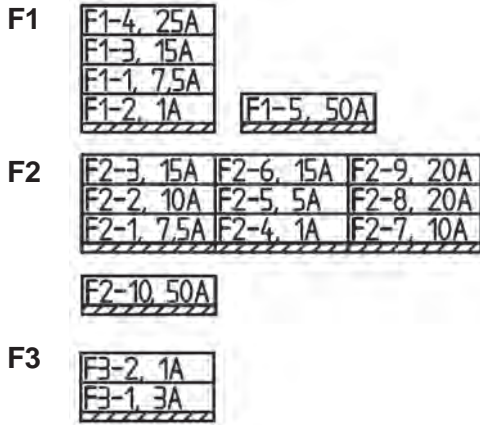 F1
F1-4, 25A
F1-3, 15A
F1-1, 7,5A
F1-2, 1A
F1-5, 50A
F2
F2-3, 15A F2-6, 15A F2-9, 20A
F2-2, 10A F2-5, 5A F2-8, 20A
F2-1, 7,5A F2-4, 1A F2-7, 10A
F2-10, 50A
F3
F3-2, 1A
F3-1, 3A